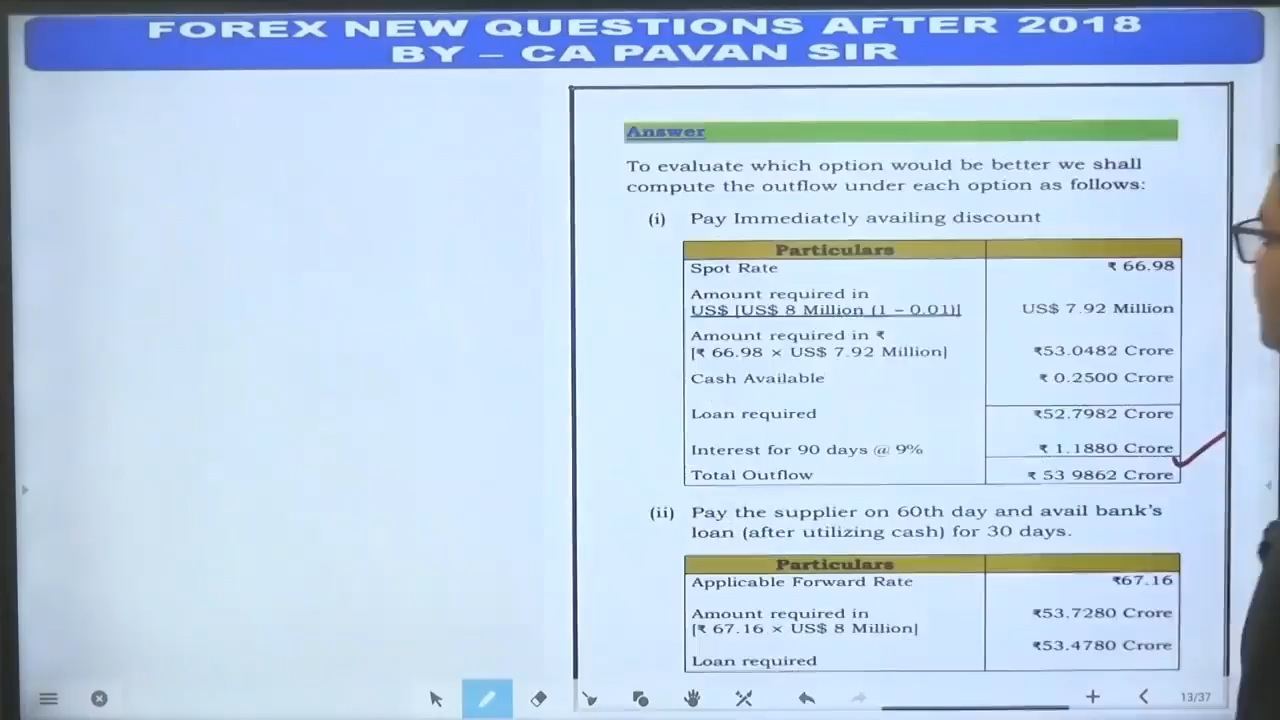 FOREX NEW QUESTIONS AFTER 2018
BY – CA PAVAN SIR
Answer
To evaluate which option would be better we shall
compute the outflow under each option as follows:
(i) Pay Immediately availing discount
Particulars
Spot Rate ₹ 66.98
Amount required in
US$ [US$ 8 Million (1 – 0.01)] US$ 7.92 Million
Amount required in ₹
[₹ 66.98 × US$ 7.92 Million] ₹53.0482 Crore
Cash Available ₹ 0.2500 Crore
Loan required ₹52.7982 Crore
Interest for 90 days @ 9% ₹ 1.1880 Crore
Total Outflow ₹ 53 9862 Crore
(ii) Pay the supplier on 60th day and avail bank's
loan (after utilizing cash) for 30 days.
Particulars
Applicable Forward Rate ₹67.16
Amount required in ₹53.7280 Crore
[₹ 67.16 × US$ 8 Million]
₹53.4780 Crore
Loan required
13/37